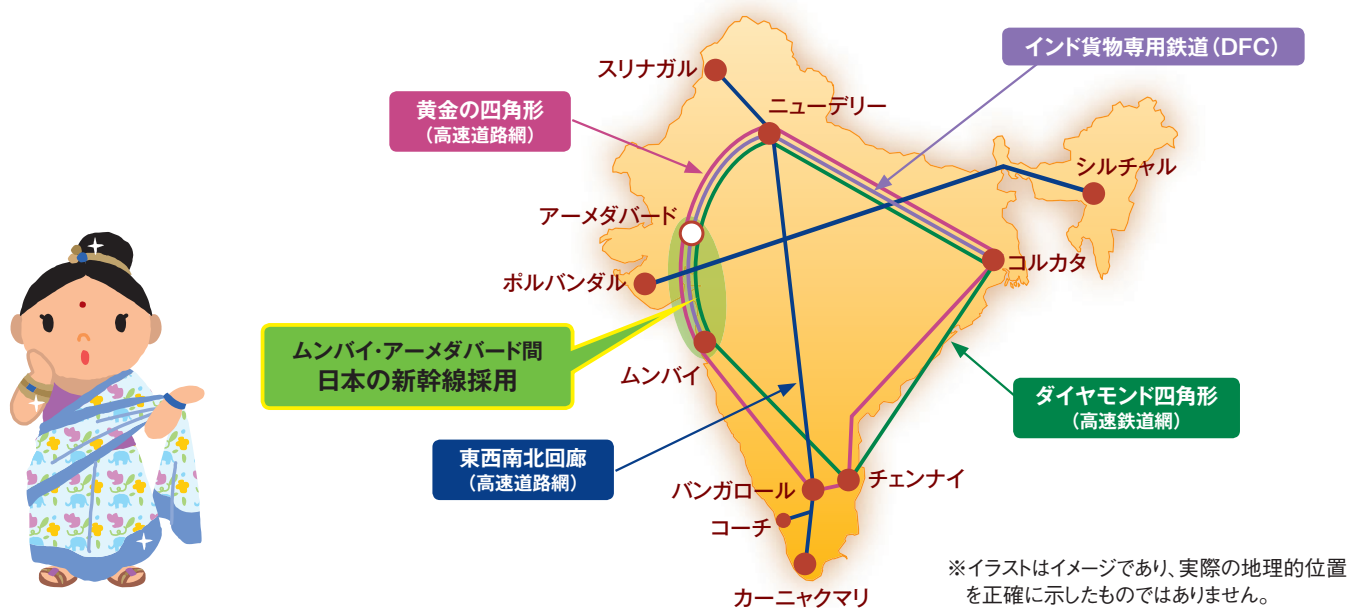 インド貨物専用鉄道(DFC)
スリナガル
黄金の四角形
(高速道路網)
ニューデリー
シルチャル
アーメダバード
コルカタ
ポルバンダル
ムンバイ・アーメダバード間
日本の新幹線採用
ムンバイ
ダイヤモンド四角形
(高速鉄道網)
東西南北回廊
(高速道路網)
チェンナイ
バンガロール
コーチ
カーニャクマリ
※イラストはイメージであり、実際の地理的位置
を正確に示したものではありません。